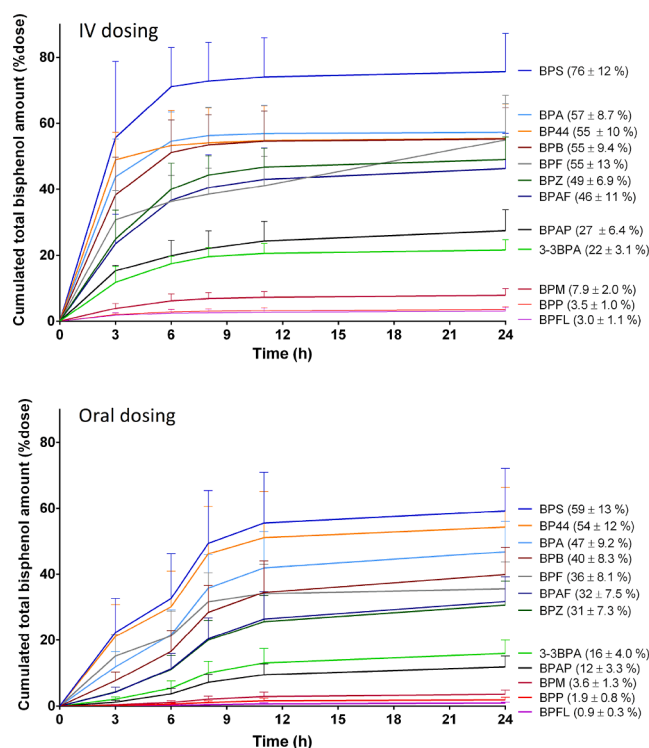 IV dosing
Cumulated total bisphenol amount (%dose)
80
60
40
20
0
0 3 6 9 12 15 18 21 24
Time (h)
BPS (76 ± 12 %)
BPA (57 ± 8.7 %)
BP44 (55 ± 10 %)
BPB (55 ± 9.4 %)
BPF (55 ± 13 %)
BPZ (49 ± 6.9 %)
BPAF (46 ± 11 %)
BPAP (27 ± 6.4 %)
3-3BPA (22 ± 3.1 %)
BPM (7.9 ± 2.0 %)
BPP (3.5 ± 1.0 %)
BPFL (3.0 ± 1.1 %)
Oral dosing
Cumulated total bisphenol amount (%dose)
80
60
40
20
0
0 3 6 9 12 15 18 21 24
Time (h)
BPS (59 ± 13 %)
BP44 (54 ± 12 %)
BPA (47 ± 9.2 %)
BPB (40 ± 8.3 %)
BPF (36 ± 8.1 %)
BPAF (32 ± 7.5 %)
BPZ (31 ± 7.3 %)
3-3BPA (16 ± 4.0 %)
BPAP (12 ± 3.3 %)
BPM (3.6 ± 1.3 %)
BPP (1.9 ± 0.8 %)
BPFL (0.9 ± 0.3 %)